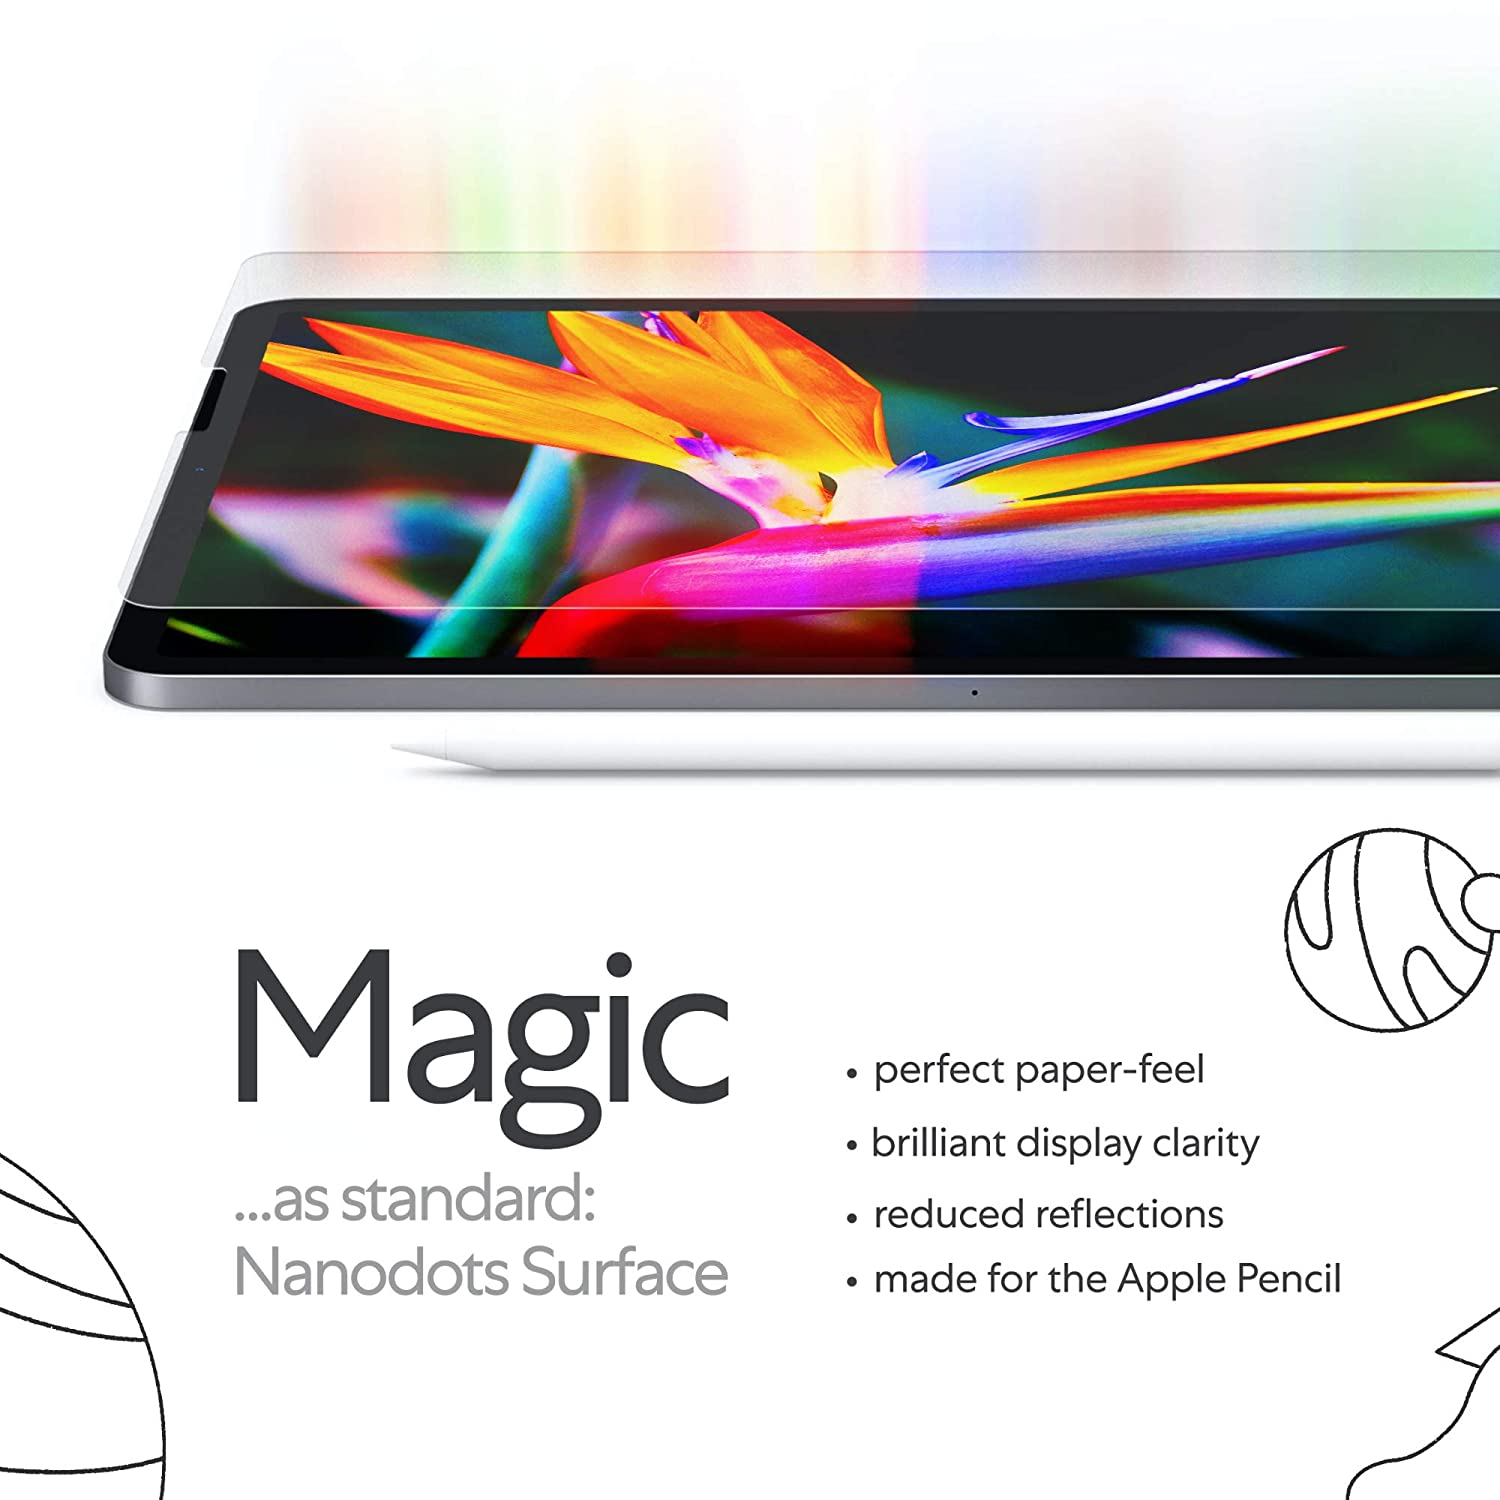 Magic
...as standard:
Nanodots Surface
• perfect paper-feel
• brilliant display clarity
• reduced reflections
• made for the Apple Pencil